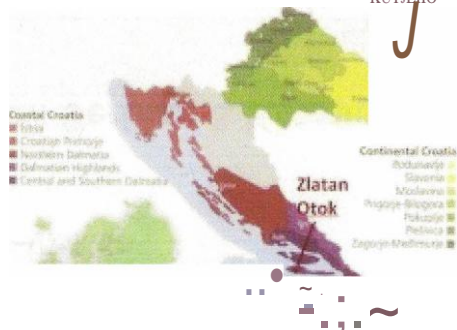 KUTJEVO
Coastal Croatia
Istria
Croatian Primorje
Northern Dalmatia
Dalmatian Highlands
Central and Southern Dalmatia
Zlatan
Otok
Continental Croatia
Podunavlje
Slavonia
Moslavina
Prigorje-Bilogora
Pokuplje
Plešivica
Zagorje-Međimurje